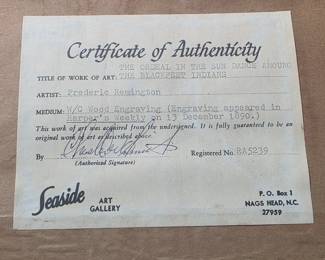 Certificate of Authenticity
THE ORDEAL IN THE SUN DANCE AMOUNG
TITLE OF WORK OF ART: THE BLACKFEET INDIANS
ARTIST: Frederic Remington
MEDIUM: H/C Wood Engraving (Engraving appeared in
Harper's Weekly on 13 December 1890.)
This work of art was acquired from the undersigned. It is fully guaranteed to be an
original work of art as described above.
By
Registered No. BA5239
(Authorized Signature)
Seaside ART
GALLERY
P. O. Box 1
NAGS HEAD, N.C.
27959